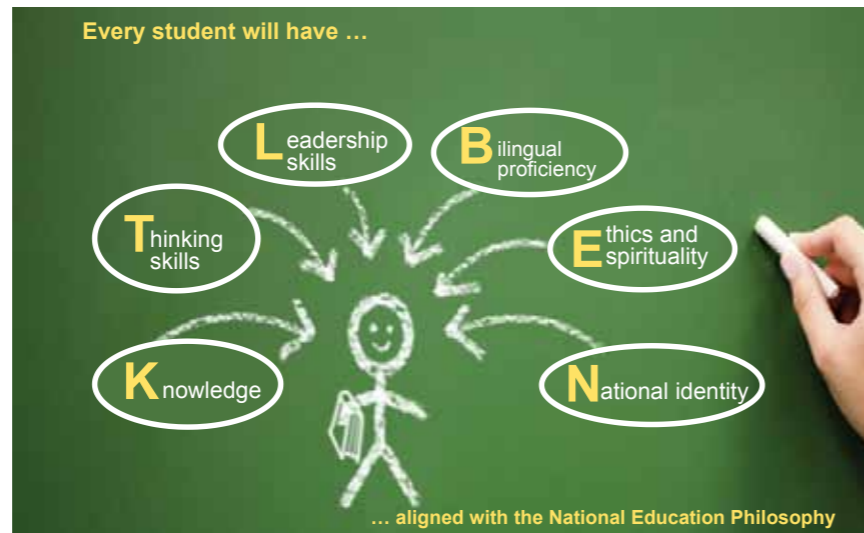 Every student will have …
Leadership
skills
Bilingual
proficiency
Thinking
skills
Ethics and
spirituality
Knowledge
National identity
… aligned with the National Education Philosophy